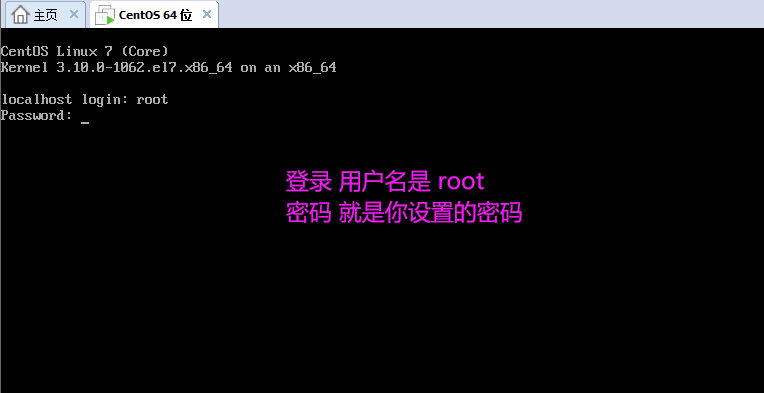 主页
CentOS 64 位
CentOS Linux 7 (Core)
Kernel 3.10.0-1062.el7.x86_64 on an x86_64
localhost login: root
Password: _
登录 用户名是 root
密码 就是你设置的密码